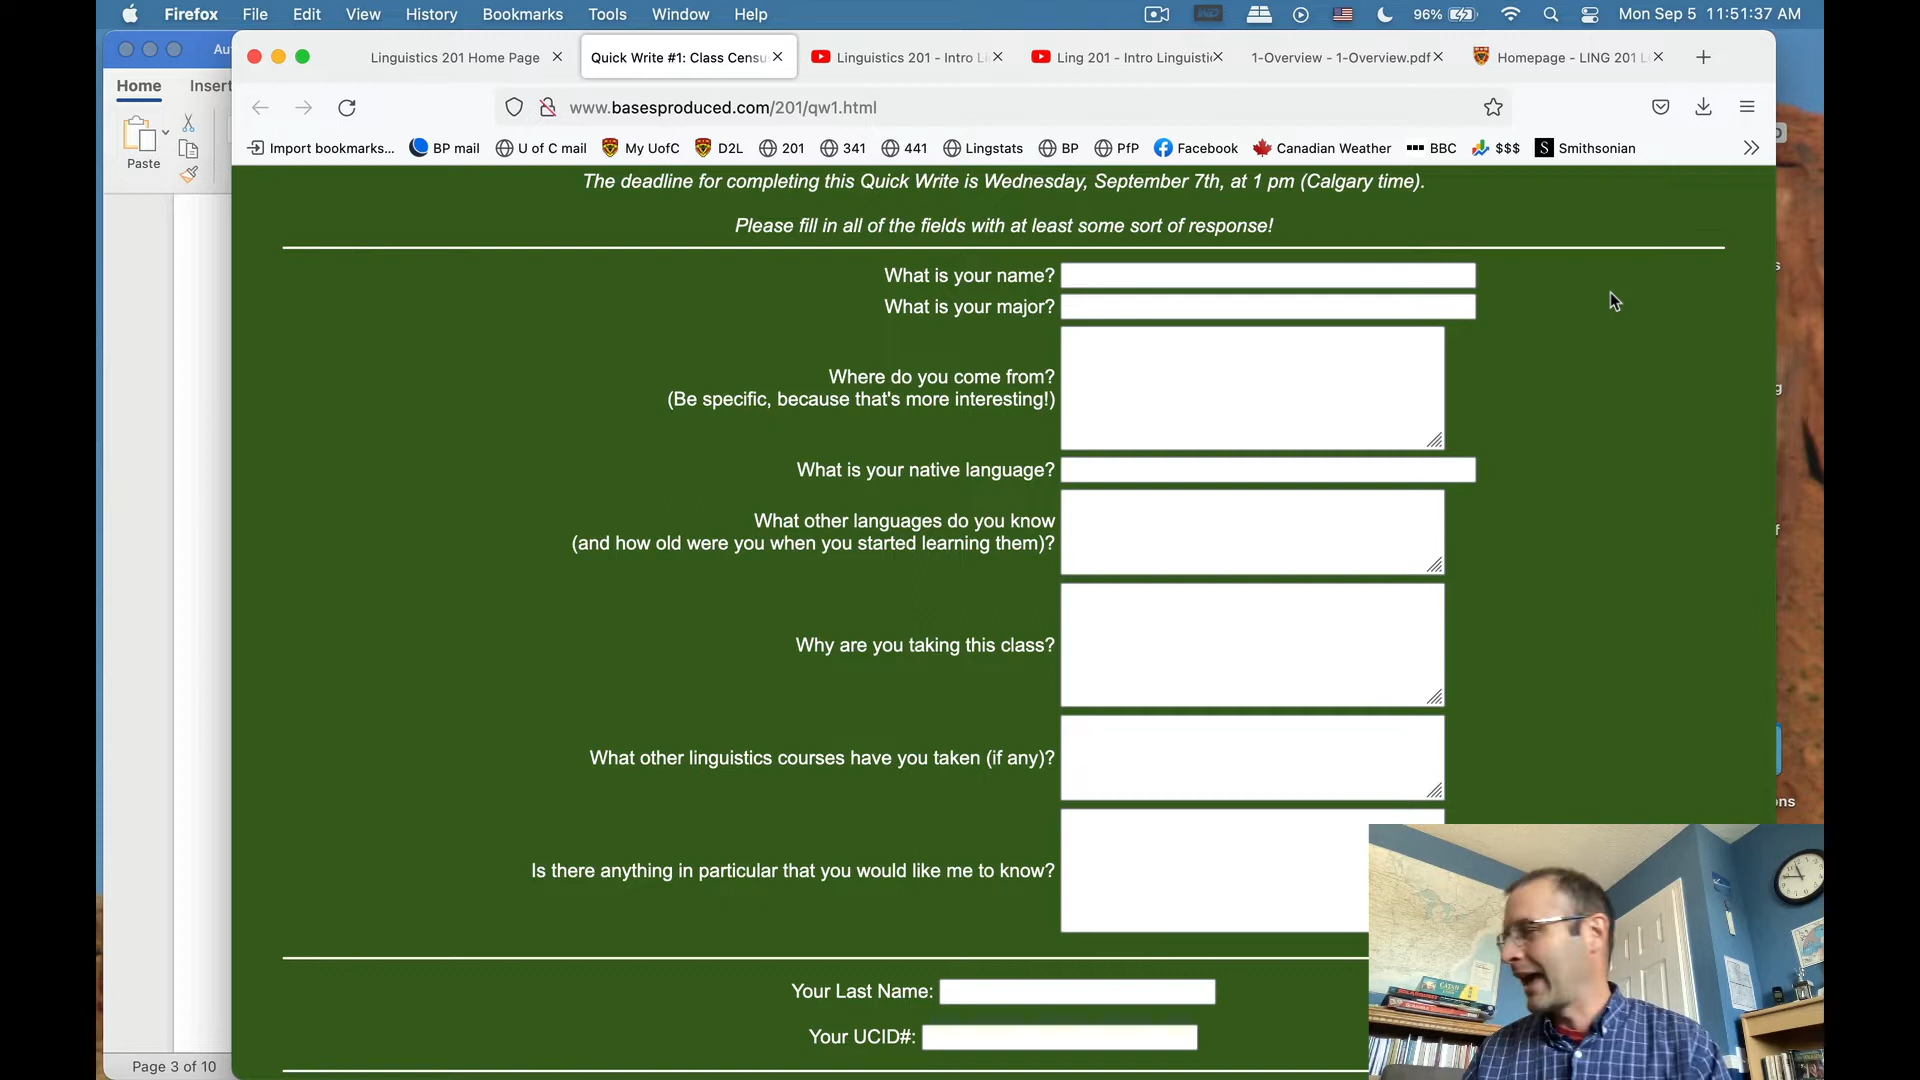 Firefox File Edit View History Bookmarks Tools Window Help 96% Mon Sep 5 11:51:37 AM
Home Insert
Paste
Page 3 of 10
Linguistics 201 Home Page
Quick Write #1: Class Censu
Linguistics 201 - Intro Li
Ling 201 - Intro Linguisti
1-Overview - 1-Overview.pdf
Homepage - LING 201 L
www.basesproduced.com/201/qw1.html
Import bookmarks... BP mail U of C mail My UofC D2L 201 341 441 Lingstats BP PfP Facebook Canadian Weather BBC $$$ Smithsonian
The deadline for completing this Quick Write is Wednesday, September 7th, at 1 pm (Calgary time).
Please fill in all of the fields with at least some sort of response!
What is your name?
What is your major?
Where do you come from?
(Be specific, because that's more interesting!)
What is your native language?
What other languages do you know
(and how old were you when you started learning them)?
Why are you taking this class?
What other linguistics courses have you taken (if any)?
Is there anything in particular that you would like me to know?
Your Last Name:
Your UCID#:
CATAN